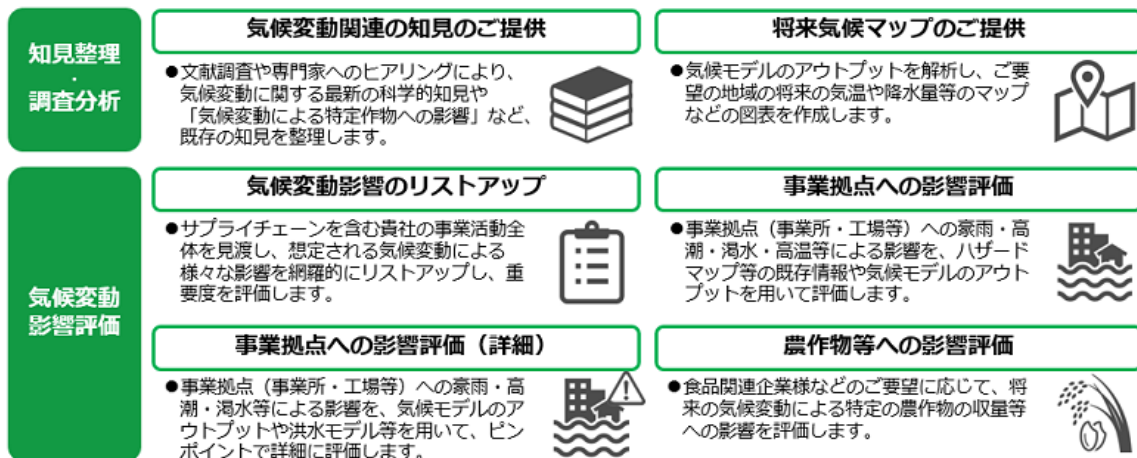 知見整理
・
調査分析
気候変動関連の知見のご提供
●文献調査や専門家へのヒアリングにより、
気候変動に関する最新の科学的知見や
「気候変動による特定作物への影響」など、
既存の知見を整理します。
将来気候マップのご提供
●気候モデルのアウトプットを解析し、ご要
望の地域の将来の気温や降水量等のマップ
などの図表を作成します。
気候変動
影響評価
気候変動影響のリストアップ
●サプライチェーンを含む貴社の事業活動全
体を見渡し、想定される気候変動による
様々な影響を網羅的にリストアップし、重
要度を評価します。
事業拠点への影響評価
●事業拠点（事業所・工場等）への豪雨・高
潮・渇水・高温等による影響を、ハザード
マップ等の既存情報や気候モデルのアウト
プットを用いて評価します。
事業拠点への影響評価（詳細）
●事業拠点（事業所・工場等）への豪雨・高
潮・渇水等による影響を、気候モデルのア
ウトプットや洪水モデル等を用いて、ピン
ポイントで詳細に評価します。
農作物等への影響評価
●食品関連企業様などのご要望に応じて、将
来の気候変動による特定の農作物の収量等
への影響を評価します。